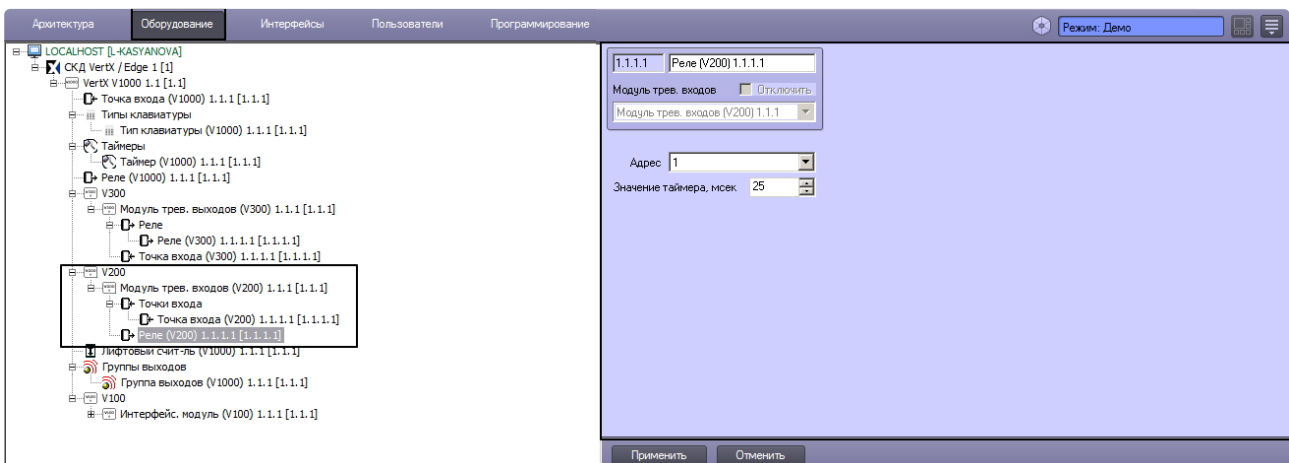 Архитектура Оборудование Интерфейсы Пользователи Программирование Режим: Демо
LOCALHOST [L-KASYANOVA]
СКД VertX / Edge 1 [1]
VertX V1000 1.1 [1.1]
Точка входа (V1000) 1.1.1 [1.1.1]
Типы клавиатуры
Тип клавиатуры (V1000) 1.1.1 [1.1.1]
Таймеры
Таймер (V1000) 1.1.1 [1.1.1]
Реле (V1000) 1.1.1 [1.1.1]
V300
Модуль трев. выходов (V300) 1.1.1 [1.1.1]
Реле
Реле (V300) 1.1.1.1 [1.1.1.1]
Точка входа (V300) 1.1.1.1 [1.1.1.1]
V200
Модуль трев. входов (V200) 1.1.1 [1.1.1]
Точки входа
Точка входа (V200) 1.1.1.1 [1.1.1.1]
Реле (V200) 1.1.1.1 [1.1.1.1]
Лифтовый счит-ль (V1000) 1.1.1 [1.1.1]
Группы выходов
Группа выходов (V1000) 1.1.1 [1.1.1]
V100
Интерфейс. модуль (V100) 1.1.1 [1.1.1]
1.1.1.1 Реле (V200) 1.1.1.1
Модуль трев. входов Отключить
Модуль трев. входов (V200) 1.1.1
Адрес 1
Значение таймера, мсек 25
Применить Отменить